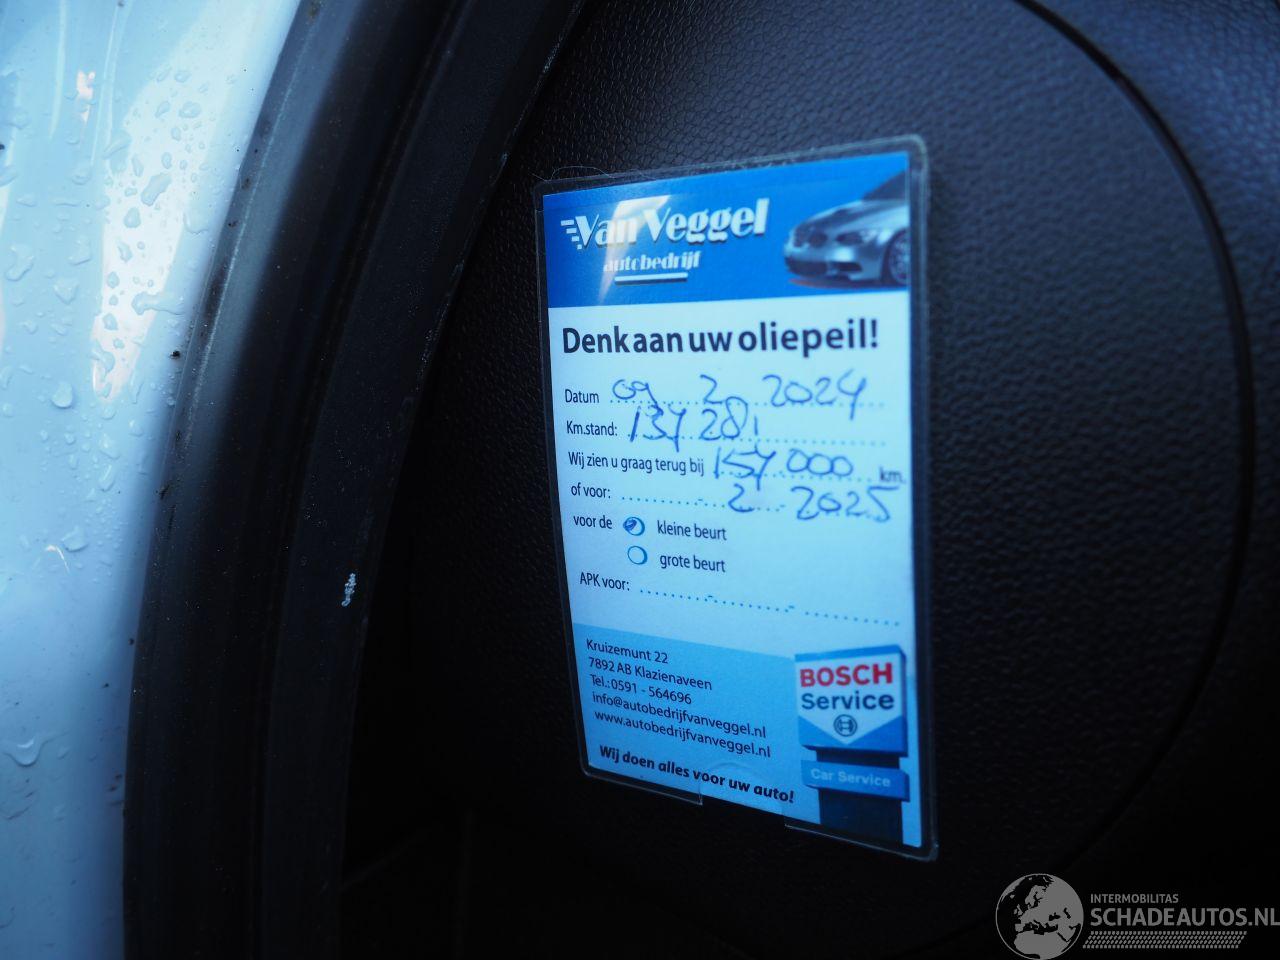 Van Veggel
autobedrijf
Denk aan uw oliepeil!
Datum 09 2 2024
Km.stand: 137 281
Wij zien u graag terug bij 157 000 km.
of voor: 2 - 2025
voor de kleine beurt
grote beurt
APK voor:
Kruizemunt 22
7892 AB Klazienaveen
Tel.: 0591 - 564696
info@autobedrijfvanveggel.nl
www.autobedrijfvanveggel.nl
Wij doen alles voor uw auto!
BOSCH
Service
Car Service
INTERMOBILITAS
SCHADEAUTOS.NL